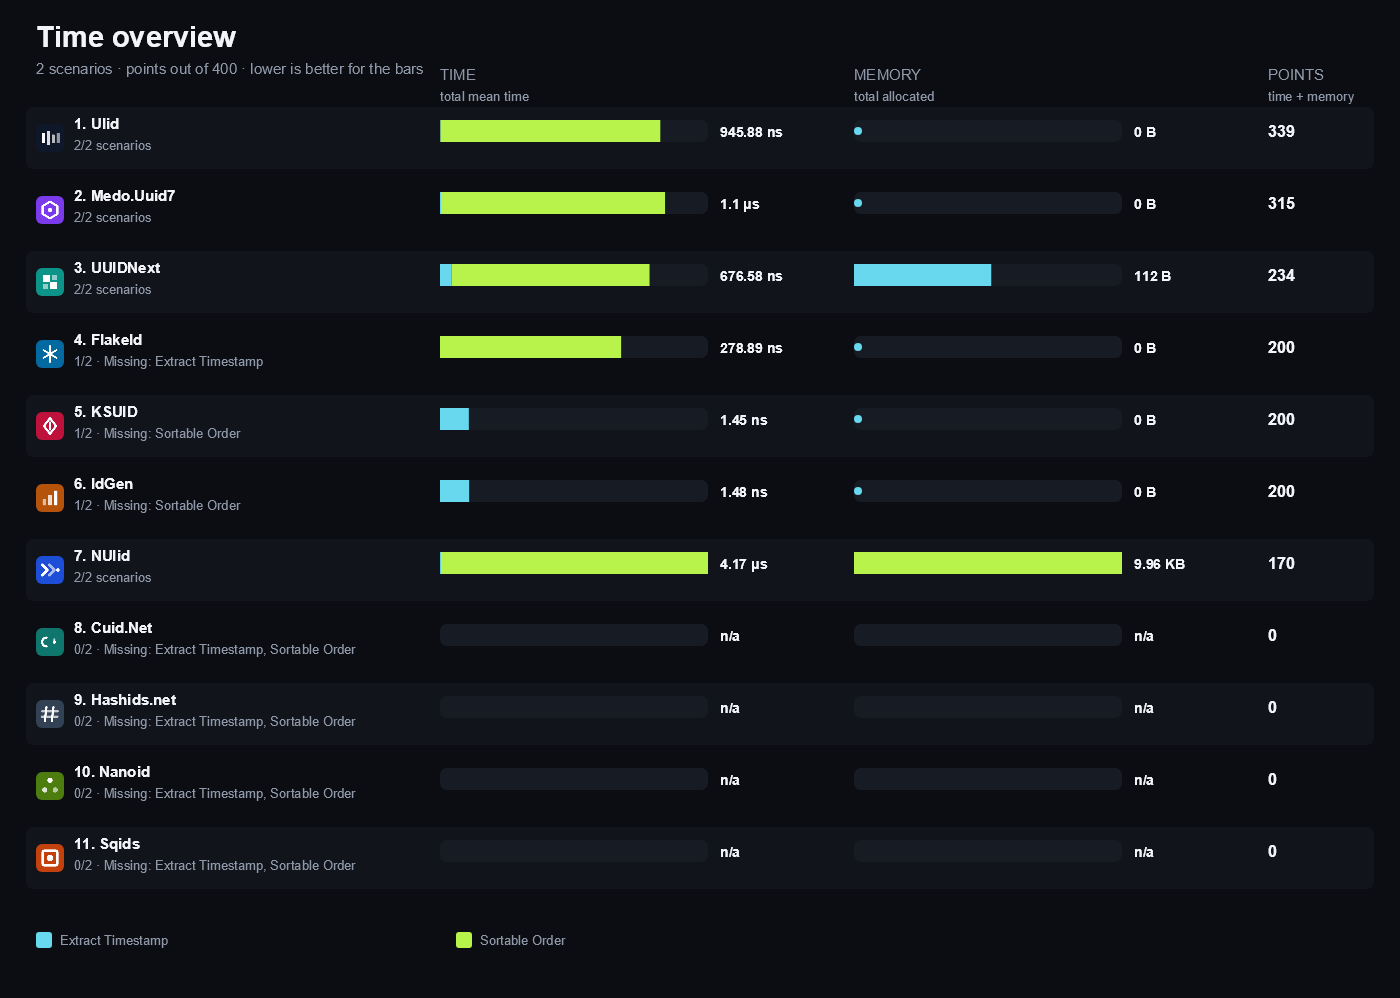 Time overview
2 scenarios · points out of 400 · lower is better for the bars
TIME
total mean time
MEMORY
total allocated
POINTS
time + memory
1. Ulid
2/2 scenarios
945.88 ns
0 B
339
2. Medo.Uuid7
2/2 scenarios
1.1 µs
0 B
315
3. UUIDNext
2/2 scenarios
676.58 ns
112 B
234
4. FlakeId
1/2 · Missing: Extract Timestamp
278.89 ns
0 B
200
5. KSUID
1/2 · Missing: Sortable Order
1.45 ns
0 B
200
6. IdGen
1/2 · Missing: Sortable Order
1.48 ns
0 B
200
7. NUlid
2/2 scenarios
4.17 µs
9.96 KB
170
8. Cuid.Net
0/2 · Missing: Extract Timestamp, Sortable Order
n/a
n/a
0
9. Hashids.net
0/2 · Missing: Extract Timestamp, Sortable Order
n/a
n/a
0
10. Nanoid
0/2 · Missing: Extract Timestamp, Sortable Order
n/a
n/a
0
11. Sqids
0/2 · Missing: Extract Timestamp, Sortable Order
n/a
n/a
0
Extract Timestamp
Sortable Order